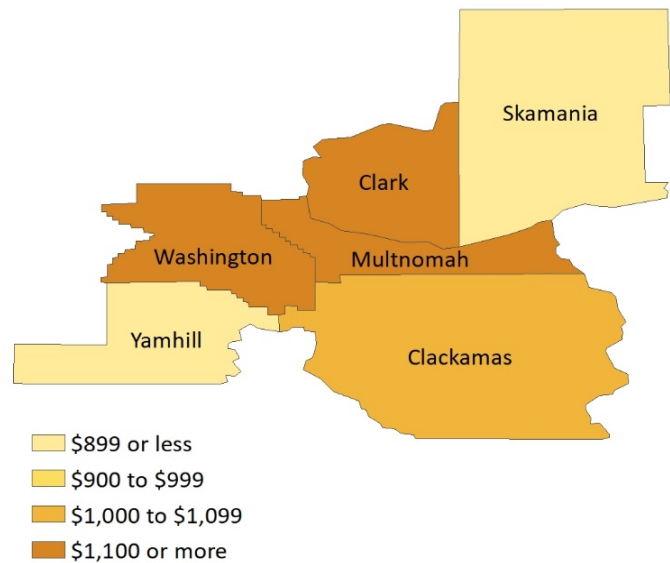 Skamania
Clark
Washington
Multnomah
Yamhill
Clackamas
$899 or less
$900 to $999
$1,000 to $1,099
$1,100 or more